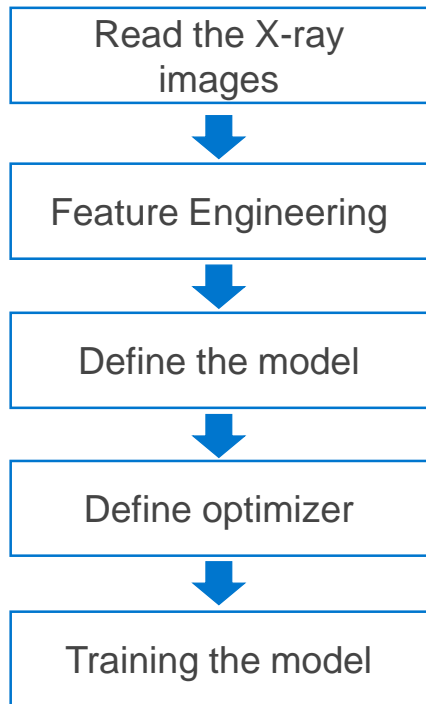 Read the X-ray
images
Feature Engineering
Define the model
Define optimizer
Training the model